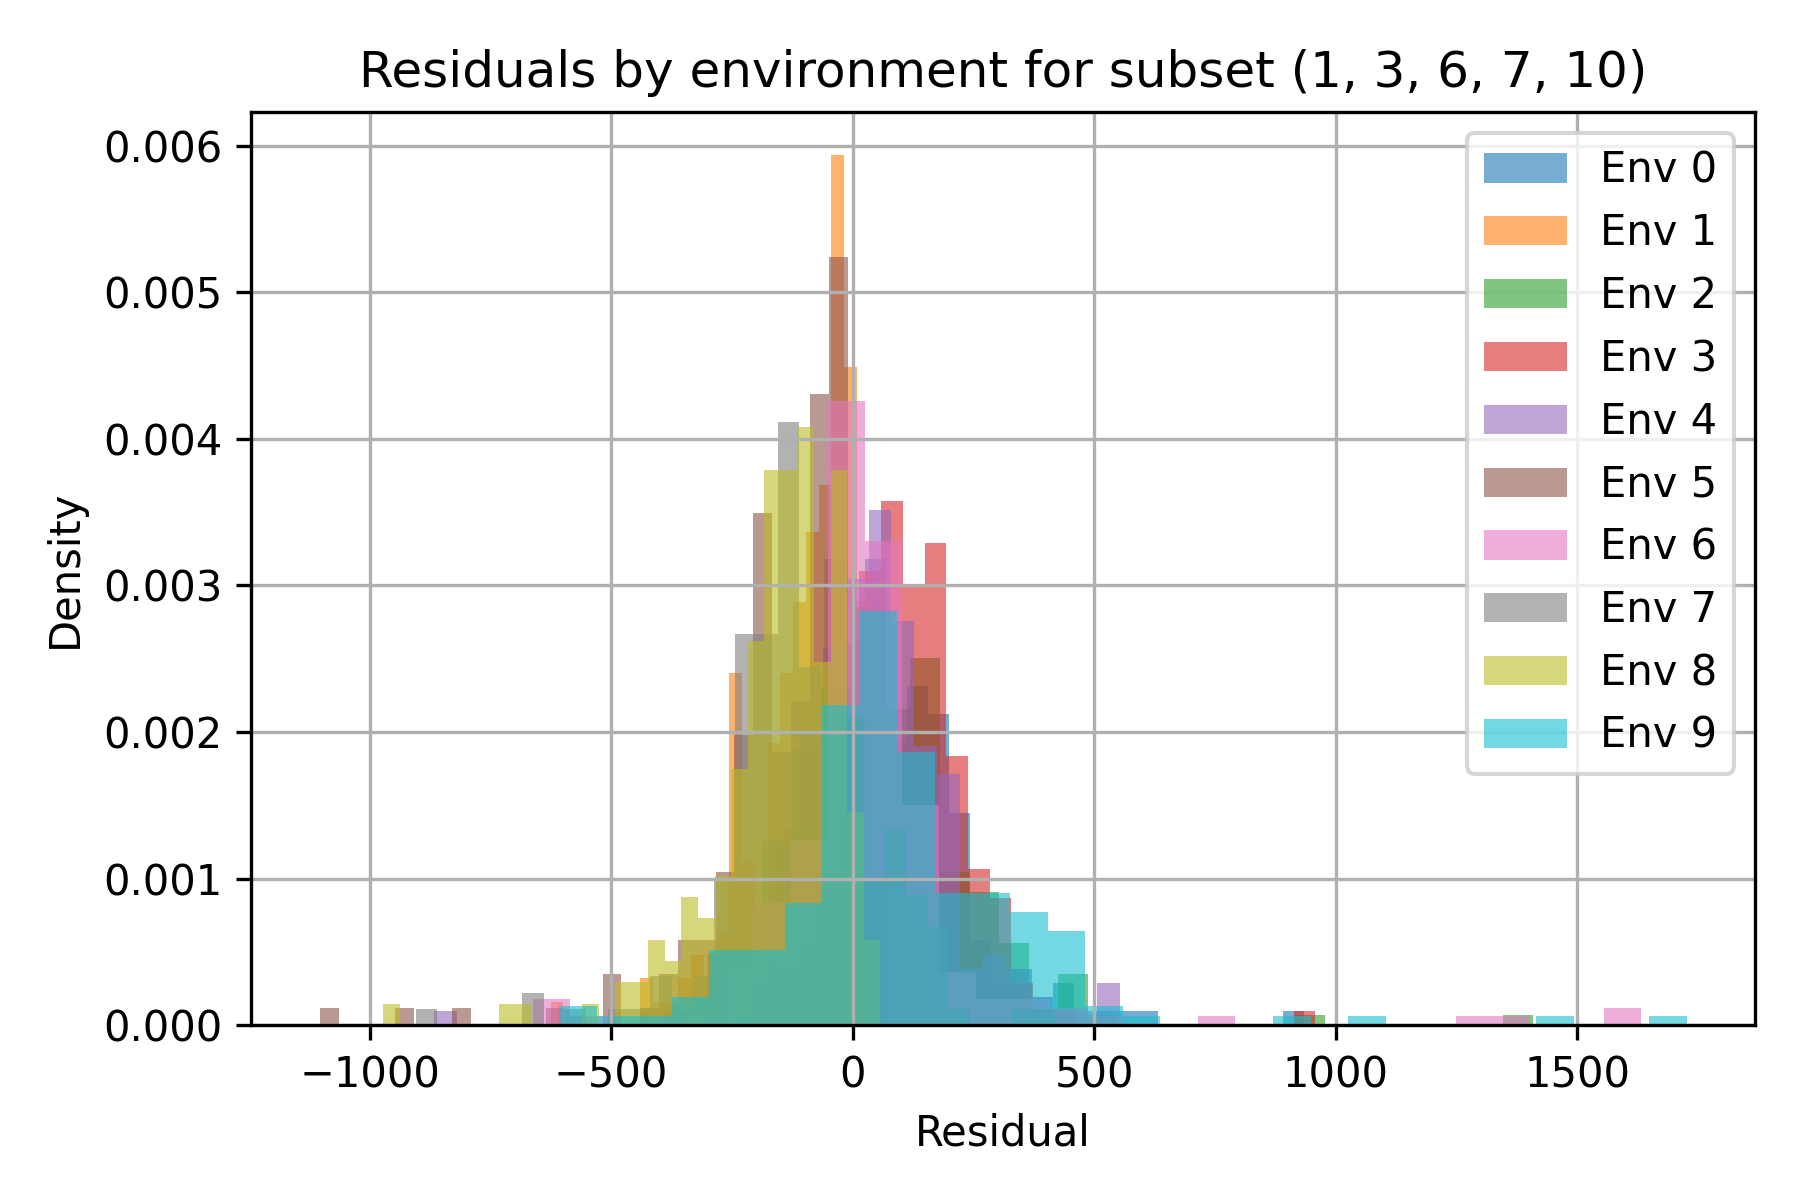 Residuals by environment for subset (1, 3, 6, 7, 10)
0.006
0.005
0.004
0.003
0.002
0.001
0.000
Density
Env 0
Env 1
Env 2
Env 3
Env 4
Env 5
Env 6
Env 7
Env 8
Env 9
−1000 −500 0 500 1000 1500
Residual